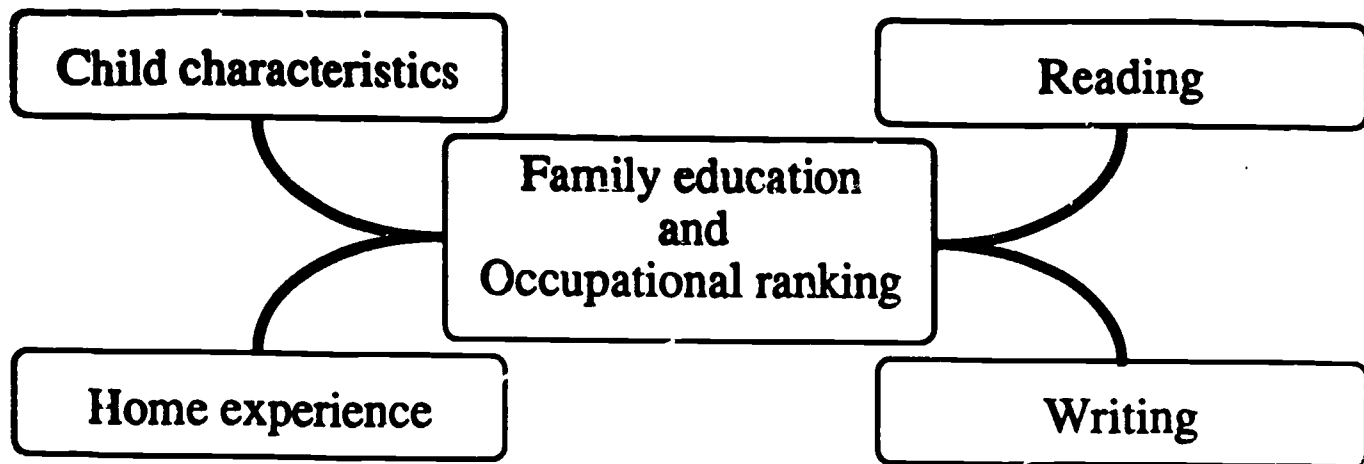 Child characteristics
Reading
Family education
and
Occupational ranking
Home experience
Writing